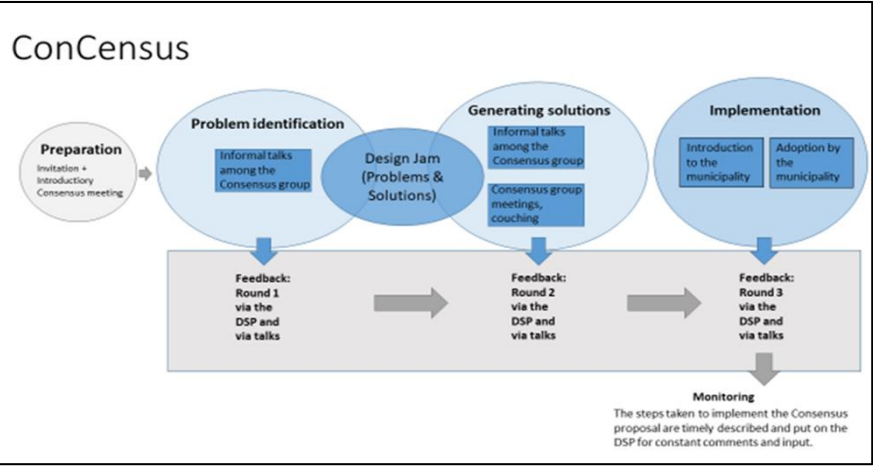 ConCensus
Preparation
Invitation +
Introductiory
Consensus meeting
Problem identification
Informal talks
among the
Consensus group
Design Jam
(Problems &
Solutions)
Generating solutions
Informal talks
among the
Consensus group
Consensus group
meetings,
couching
Implementation
Introduction
to the
municipality
Adoption by
the
municipality
Feedback:
Round 1
via the
DSP and
via talks
Feedback:
Round 2
via the
DSP and
via talks
Feedback:
Round 3
via the
DSP and
via talks
Monitoring
The steps taken to implement the Consensus
proposal are timely described and put on the
DSP for constant comments and input.